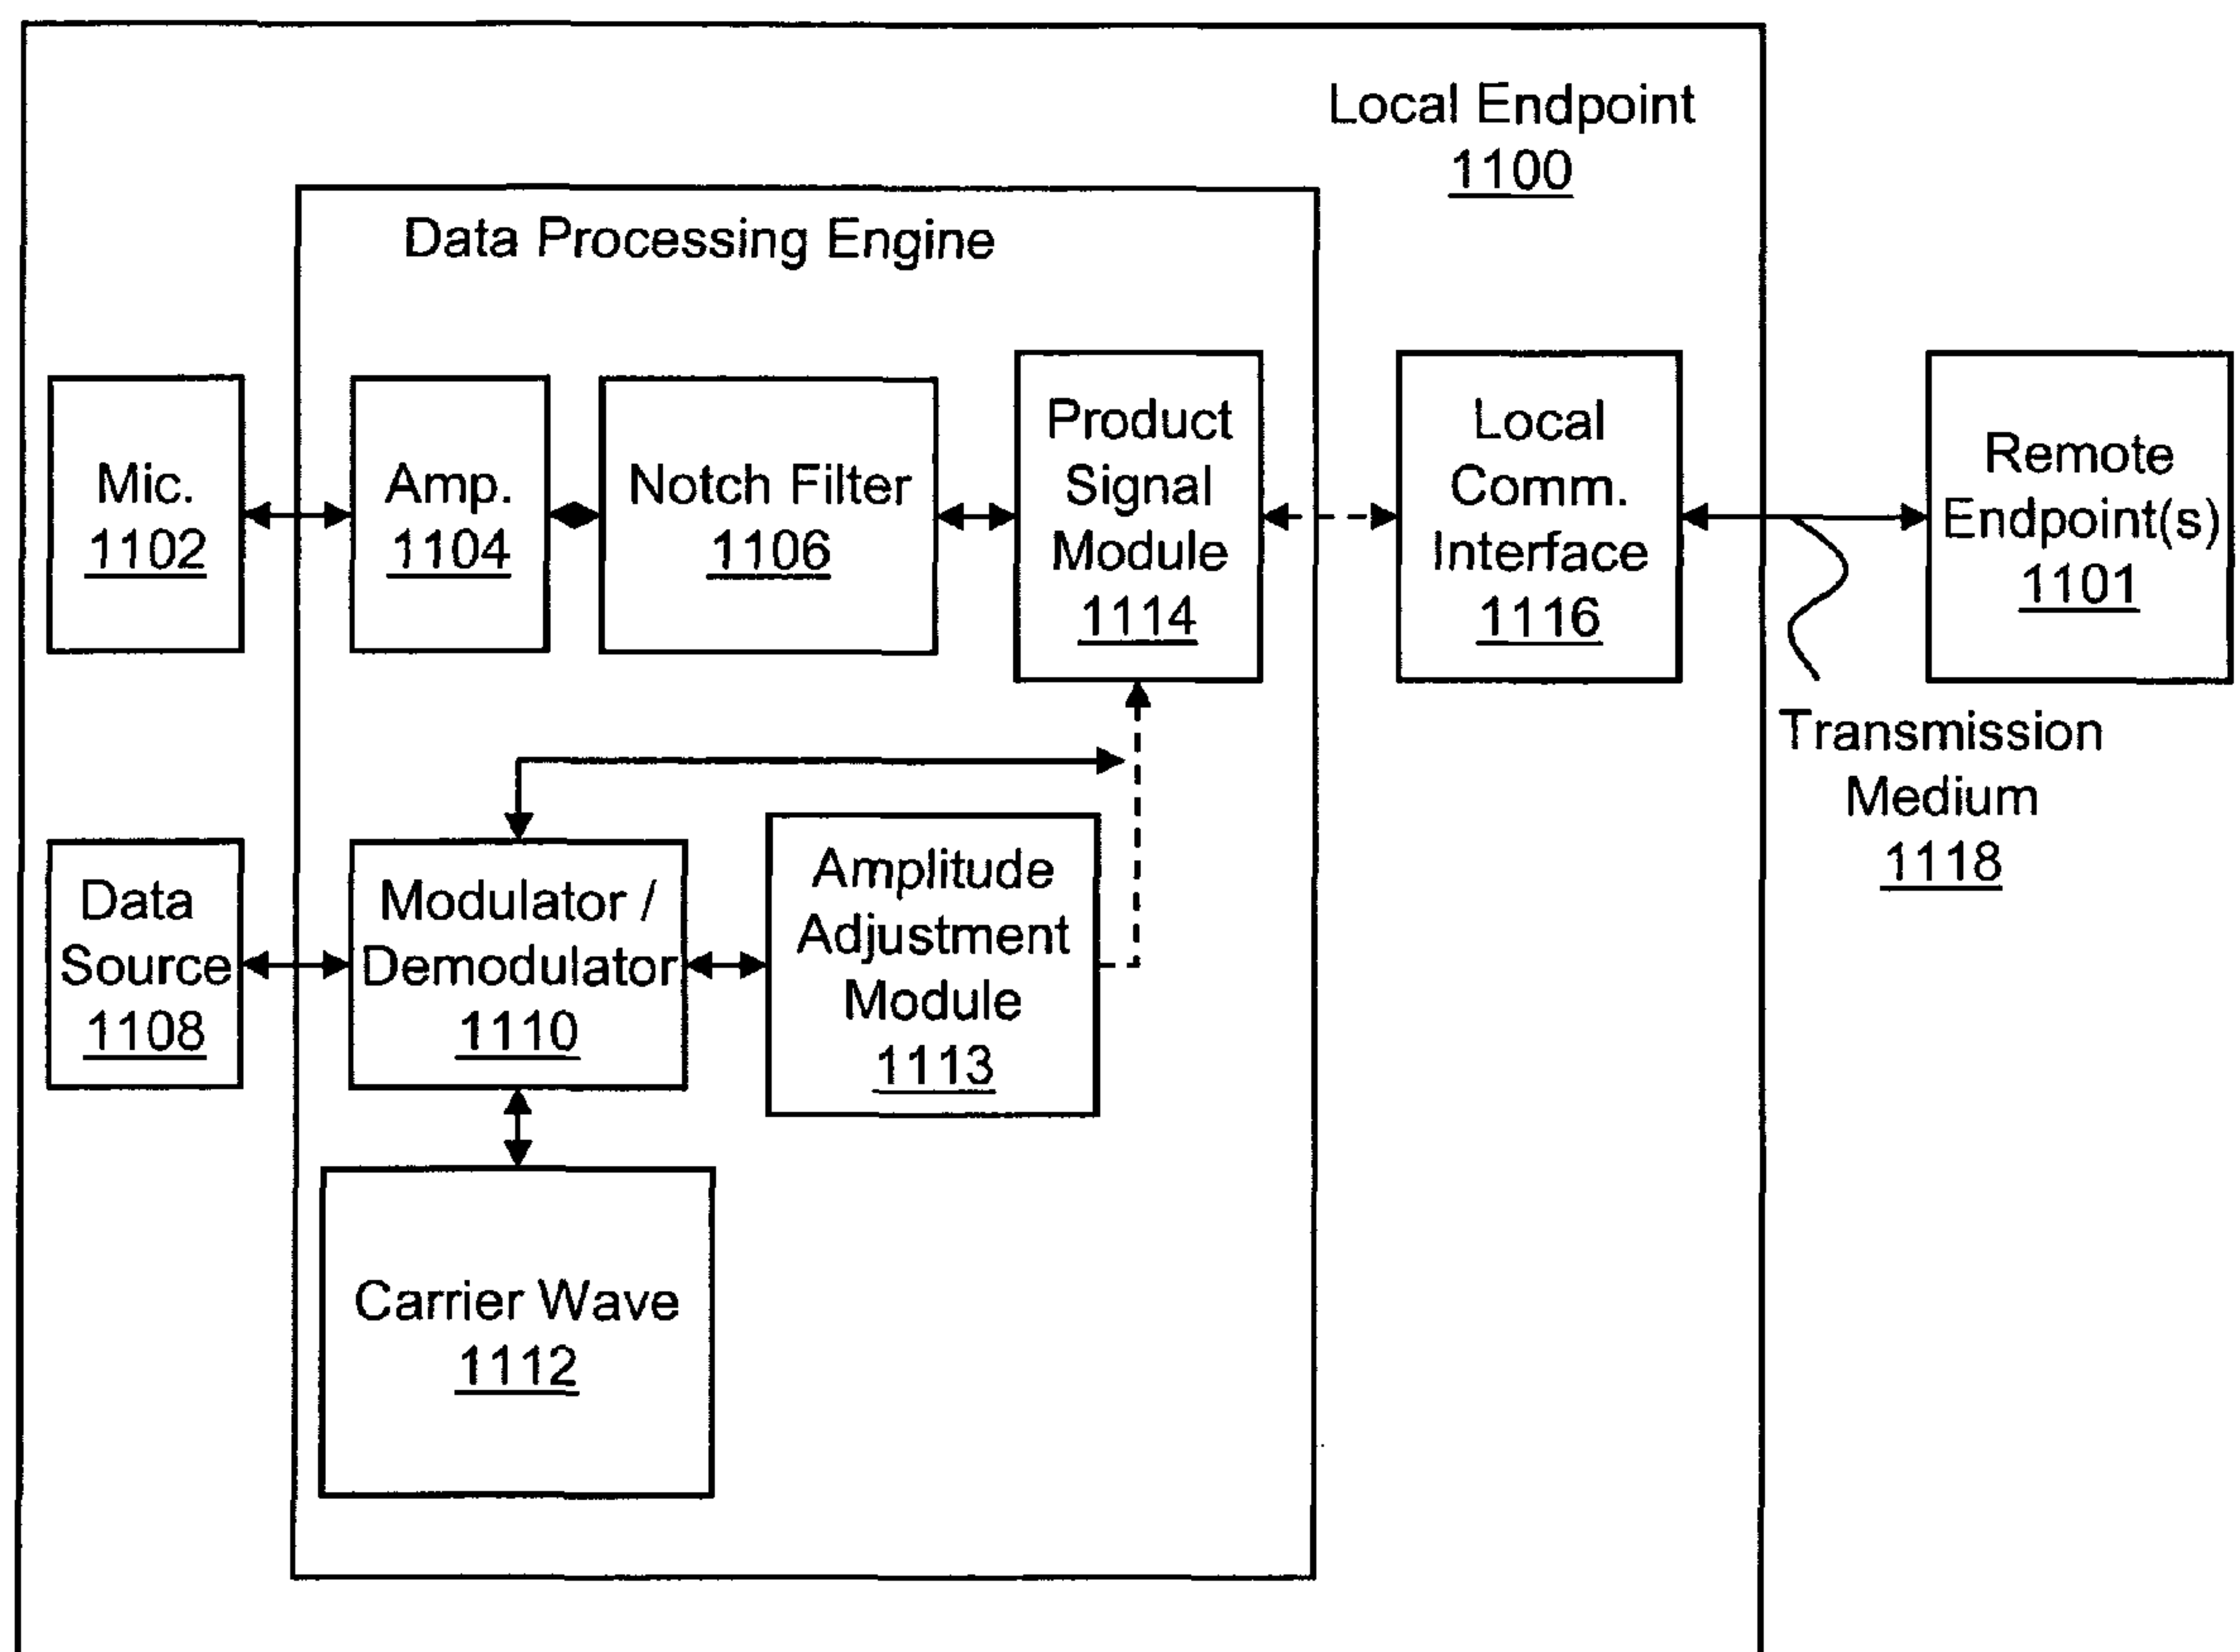 Local Endpoint
1100
Data Processing Engine
Mic.
1102
Amp.
1104
Notch Filter
1106
Product
Signal
Module
1114
Local
Comm.
Interface
1116
Remote
Endpoint(s)
1101
Transmission
Medium
1118
Data
Source
1108
Modulator /
Demodulator
1110
Amplitude
Adjustment
Module
1113
Carrier Wave
1112